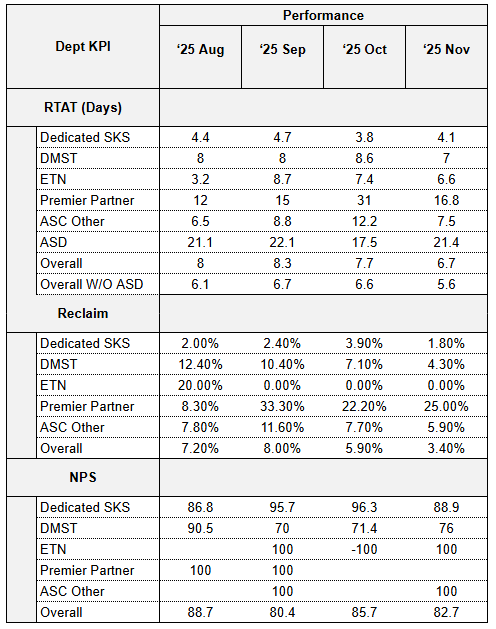 Performance
Dept KPI
‘25 Aug ‘25 Sep ‘25 Oct ‘25 Nov
RTAT (Days)
Dedicated SKS 4.4 4.7 3.8 4.1
DMST 8 8 8.6 7
ETN 3.2 8.7 7.4 6.6
Premier Partner 12 15 31 16.8
ASC Other 6.5 8.8 12.2 7.5
ASD 21.1 22.1 17.5 21.4
Overall 8 8.3 7.7 6.7
Overall W/O ASD 6.1 6.7 6.6 5.6
Reclaim
Dedicated SKS 2.00% 2.40% 3.90% 1.80%
DMST 12.40% 10.40% 7.10% 4.30%
ETN 20.00% 0.00% 0.00% 0.00%
Premier Partner 8.30% 33.30% 22.20% 25.00%
ASC Other 7.80% 11.60% 7.70% 5.90%
Overall 7.20% 8.00% 5.90% 3.40%
NPS
Dedicated SKS 86.8 95.7 96.3 88.9
DMST 90.5 70 71.4 76
ETN 100 -100 100
Premier Partner 100 100
ASC Other 100 100
Overall 88.7 80.4 85.7 82.7